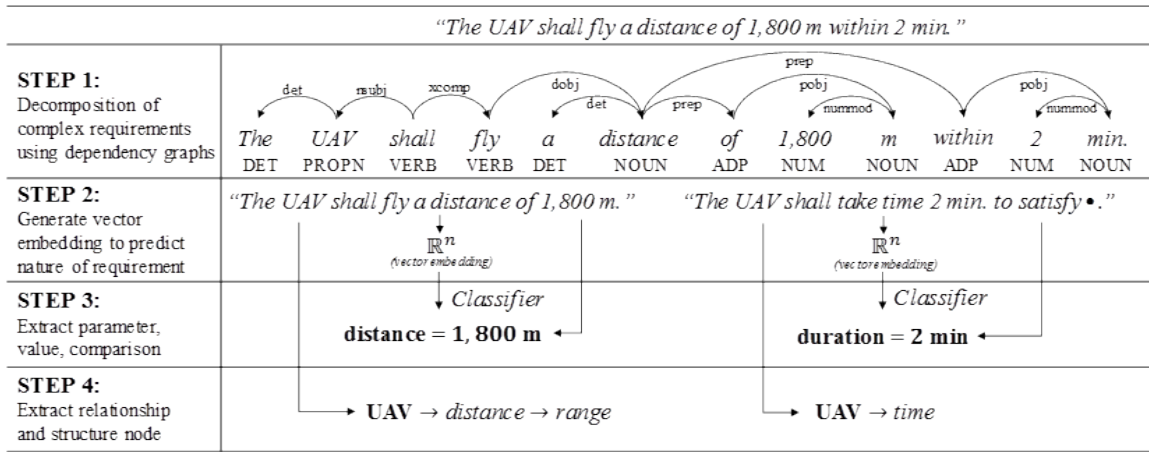 “The UAV shall fly a distance of 1,800 m within 2 min.”
STEP 1:
Decomposition of
complex requirements
using dependency graphs
det nsubj xcomp dobj det prep prep pobj nummod pobj nummod
The UAV shall fly a distance of 1,800 m within 2 min.
DET PROPN VERB VERB DET NOUN ADP NUM NOUN ADP NUM NOUN
STEP 2:
Generate vector
embedding to predict
nature of requirement
“The UAV shall fly a distance of 1,800 m.” “The UAV shall take time 2 min. to satisfy •.”
ℝⁿ ℝⁿ
(vector embedding) (vector embedding)
STEP 3:
Extract parameter,
value, comparison
Classifier Classifier
distance = 1,800 m duration = 2 min
STEP 4:
Extract relationship
and structure node
UAV → distance → range UAV → time